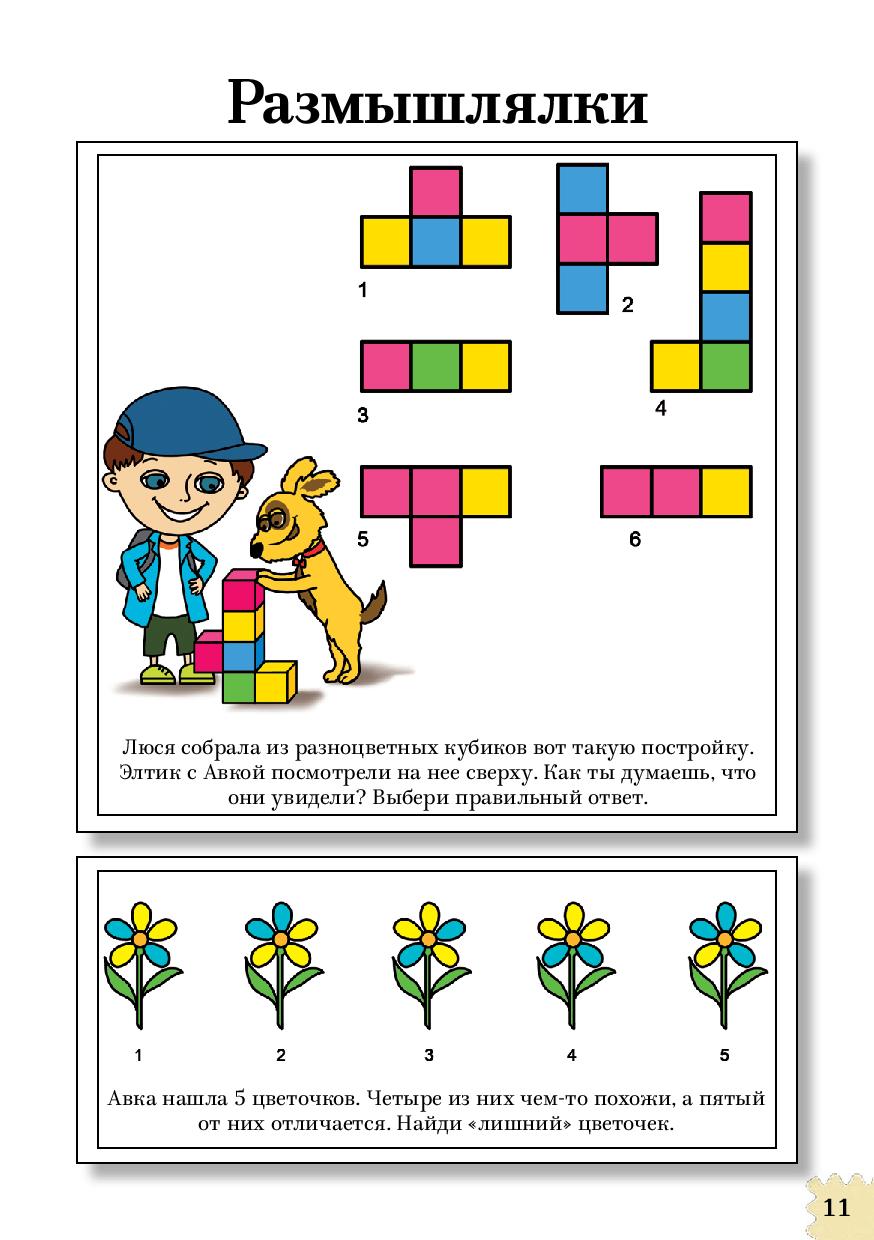 Размышлялки
1
2
3
4
5
6
Люся собрала из разноцветных кубиков вот такую постройку.
Элтик с Авкой посмотрели на нее сверху. Как ты думаешь, что
они увидели? Выбери правильный ответ.
1 2 3 4 5
Авка нашла 5 цветочков. Четыре из них чем-то похожи, а пятый
от них отличается. Найди «лишний» цветочек.
11